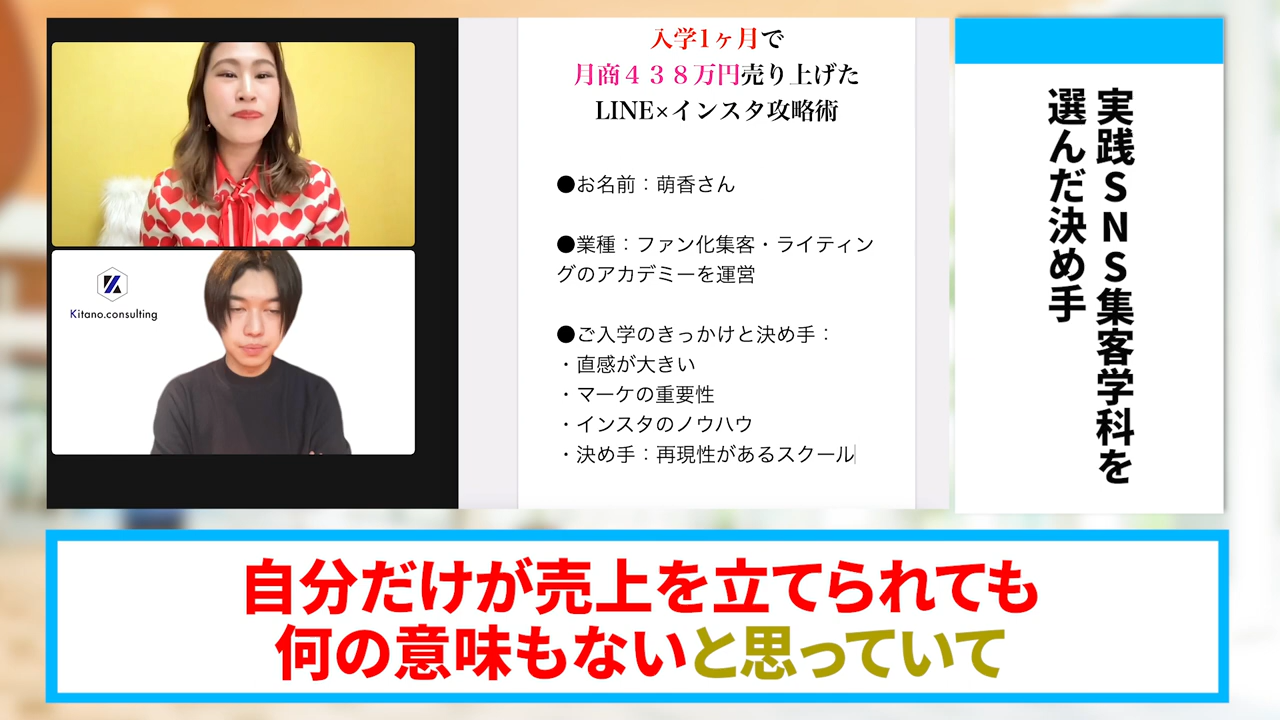 入学1ヶ月で
月商４３８万円売り上げた
LINE×インスタ攻略術
●お名前：萌香さん
●業種：ファン化集客・ライティン
グのアカデミーを運営
●ご入学のきっかけと決め手：
・直感が大きい
・マーケの重要性
・インスタのノウハウ
・決め手：再現性があるスクール
Kitano.consulting
実践SNS集客学科を
選んだ決め手
自分だけが売上を立てられても
何の意味もないと思っていて